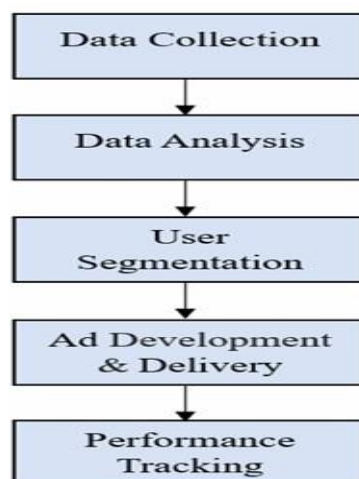 Data Collection
Data Analysis
User
Segmentation
Ad Development
& Delivery
Performance
Tracking